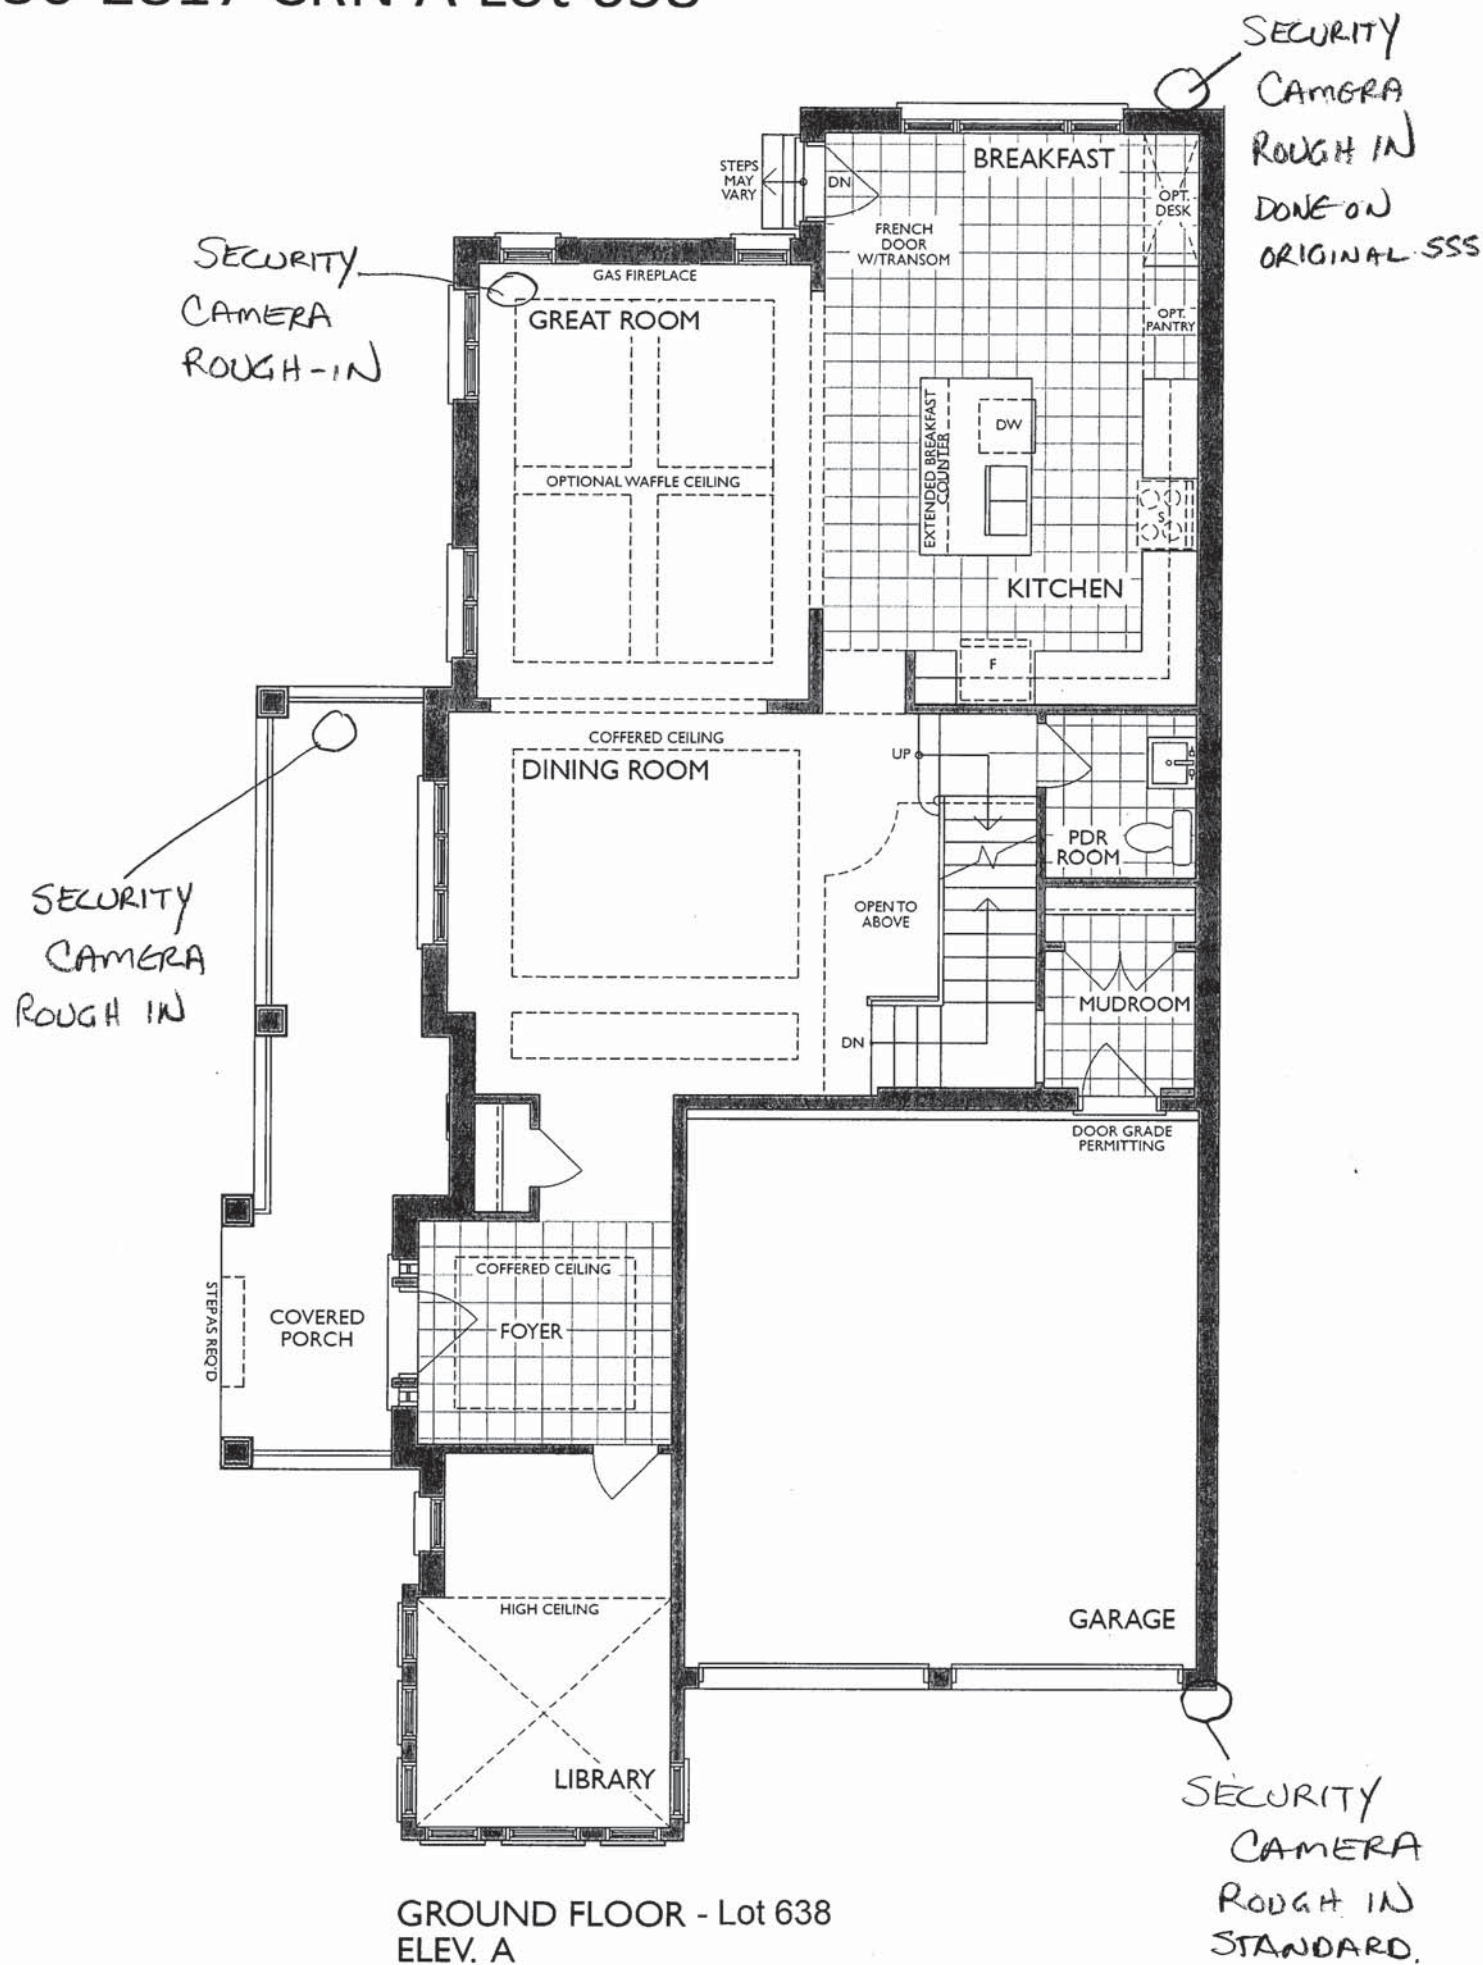 SECURITY
CAMERA
ROUGH IN
DONE ON
ORIGINAL SSS
BREAKFAST
STEPS
MAY
VARY
DN
OPT.
DESK
FRENCH
DOOR
W/TRANSOM
SECURITY
CAMERA
ROUGH-IN
GAS FIREPLACE
GREAT ROOM
OPT.
PANTRY
EXTENDED BREAKFAST
COUNTER
DW
OPTIONAL WAFFLE CEILING
S
KITCHEN
F
COFFERED CEILING
DINING ROOM
UP
PDR
ROOM
SECURITY
CAMERA
ROUGH IN
OPEN TO
ABOVE
MUDROOM
DN
DOOR GRADE
PERMITTING
COFFERED CEILING
STEP AS REQ'D
COVERED
PORCH
FOYER
HIGH CEILING
GARAGE
LIBRARY
SECURITY
CAMERA
ROUGH IN
STANDARD.
GROUND FLOOR - Lot 638
ELEV. A